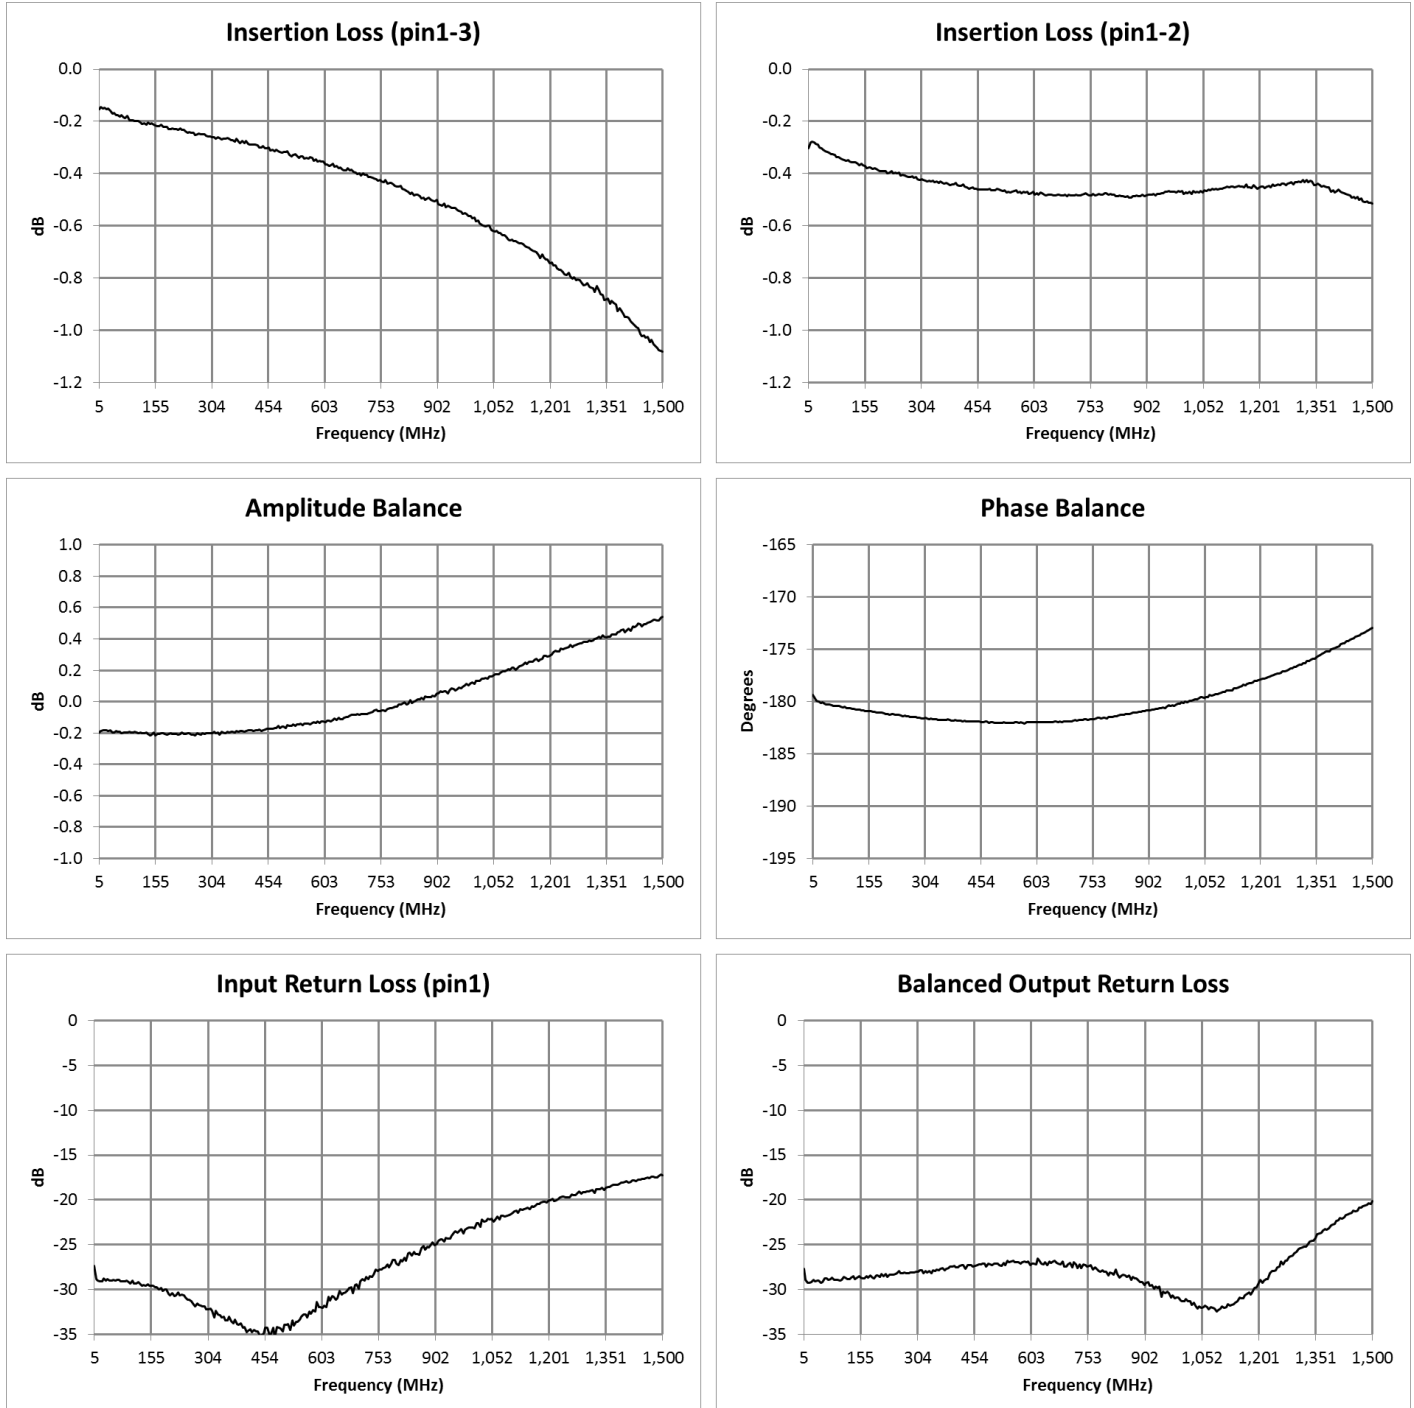 Insertion Loss (pin1-3)
0.0
-0.2
-0.4
-0.6
-0.8
-1.0
-1.2
dB
5 155 304 454 603 753 902 1,052 1,201 1,351 1,500
Frequency (MHz)
Insertion Loss (pin1-2)
0.0
-0.2
-0.4
-0.6
-0.8
-1.0
-1.2
dB
5 155 304 454 603 753 902 1,052 1,201 1,351 1,500
Frequency (MHz)
Amplitude Balance
1.0
0.8
0.6
0.4
0.2
0.0
-0.2
-0.4
-0.6
-0.8
-1.0
dB
5 155 304 454 603 753 902 1,052 1,201 1,351 1,500
Frequency (MHz)
Phase Balance
-165
-170
-175
-180
-185
-190
-195
Degrees
5 155 304 454 603 753 902 1,052 1,201 1,351 1,500
Frequency (MHz)
Input Return Loss (pin1)
0
-5
-10
-15
-20
-25
-30
-35
dB
5 155 304 454 603 753 902 1,052 1,201 1,351 1,500
Frequency (MHz)
Balanced Output Return Loss
0
-5
-10
-15
-20
-25
-30
-35
dB
5 155 304 454 603 753 902 1,052 1,201 1,351 1,500
Frequency (MHz)